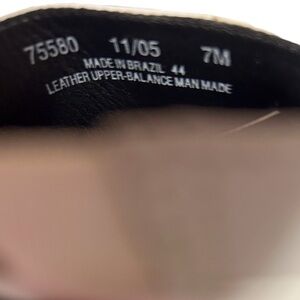 75580 11/05 7M
MADE IN BRAZIL 44
LEATHER UPPER-BALANCE MAN MADE